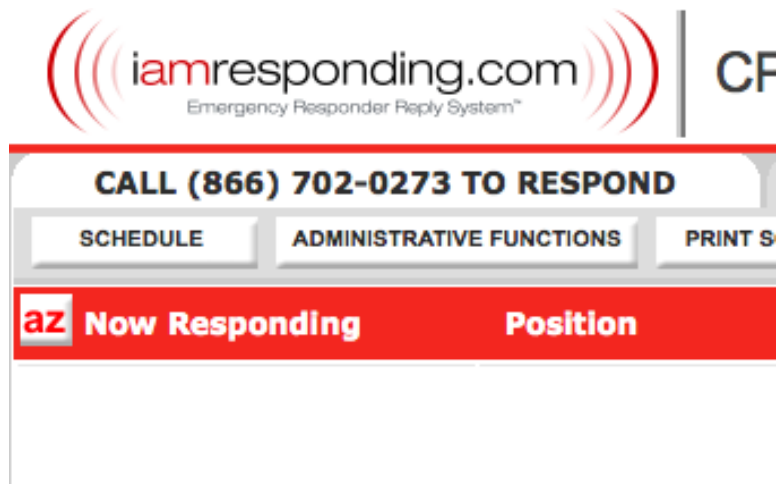 iamresponding.com
Emergency Responder Reply System™
CALL (866) 702-0273 TO RESPOND
SCHEDULE ADMINISTRATIVE FUNCTIONS PRINT
az Now Responding Position